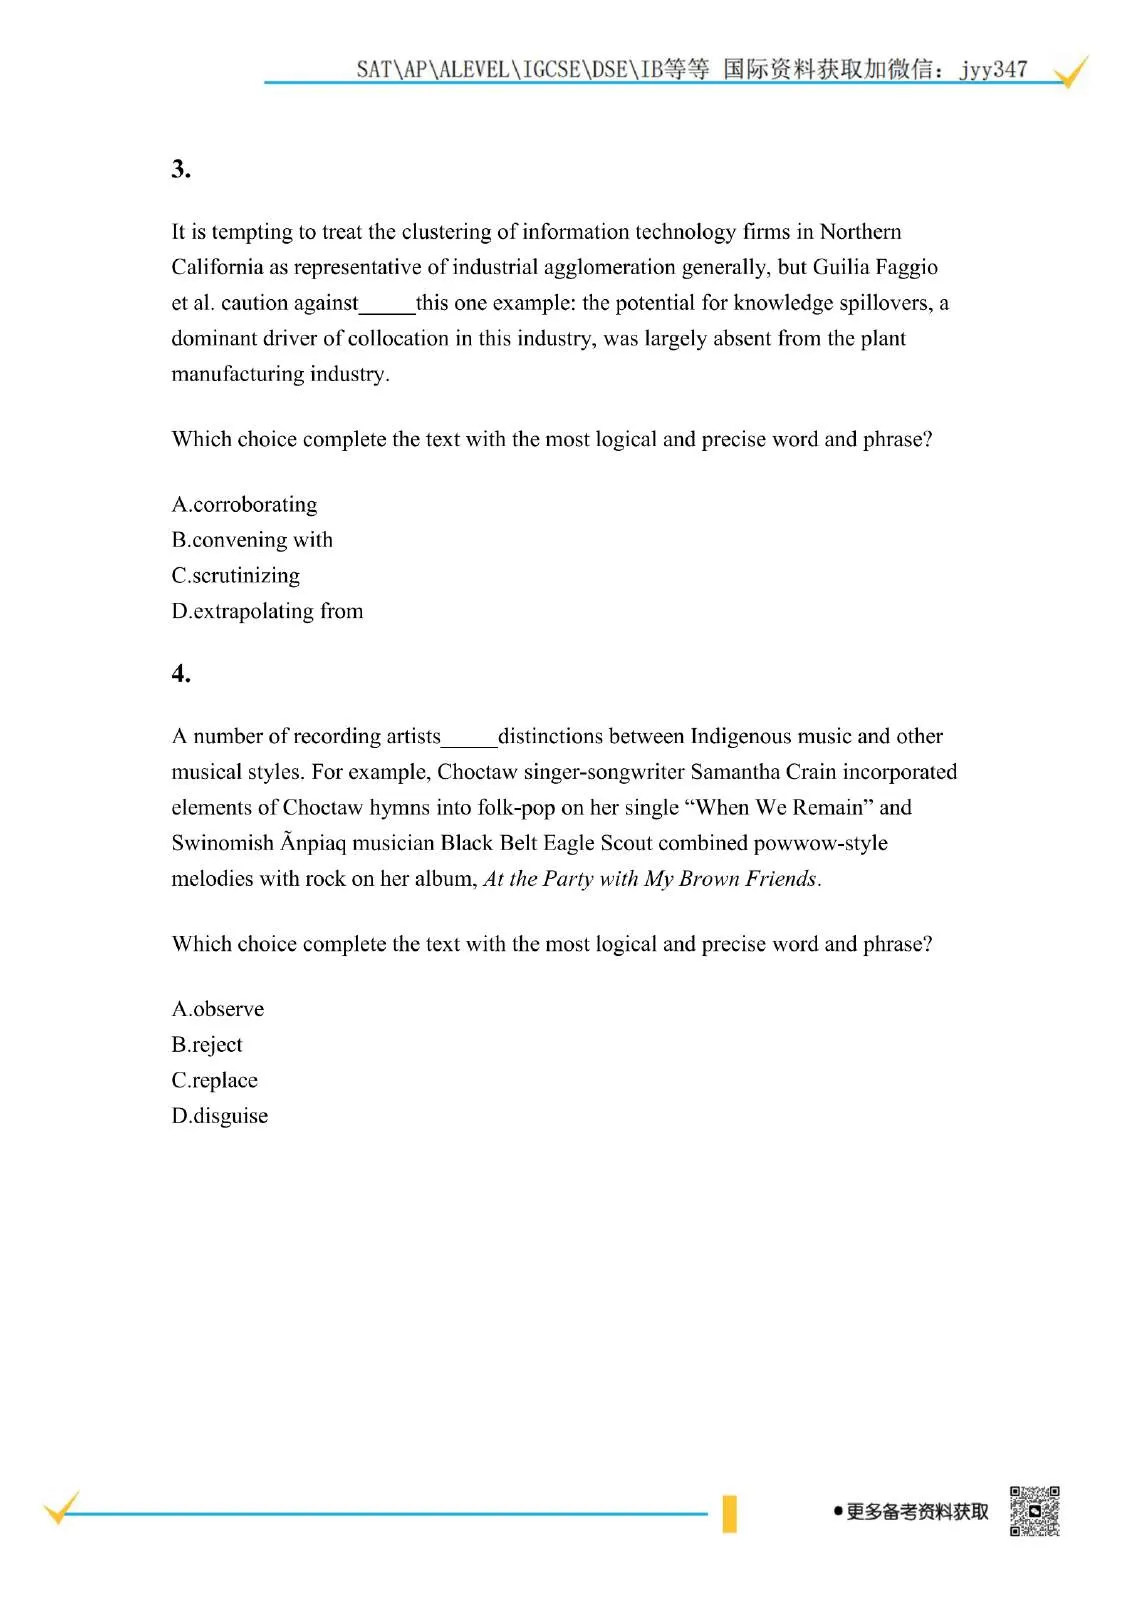 SAT\AP\ALEVEL\IGCSE\DSE\IB等等 国际资料获取加微信：jyy347
3.
It is tempting to treat the clustering of information technology firms in Northern
California as representative of industrial agglomeration generally, but Guilia Faggio
et al. caution against_____this one example: the potential for knowledge spillovers, a
dominant driver of collocation in this industry, was largely absent from the plant
manufacturing industry.
Which choice complete the text with the most logical and precise word and phrase?
A.corroborating
B.convening with
C.scrutinizing
D.extrapolating from
4.
A number of recording artists_____distinctions between Indigenous music and other
musical styles. For example, Choctaw singer-songwriter Samantha Crain incorporated
elements of Choctaw hymns into folk-pop on her single “When We Remain” and
Swinomish Ãnpiaq musician Black Belt Eagle Scout combined powwow-style
melodies with rock on her album, At the Party with My Brown Friends.
Which choice complete the text with the most logical and precise word and phrase?
A.observe
B.reject
C.replace
D.disguise
●更多备考资料获取